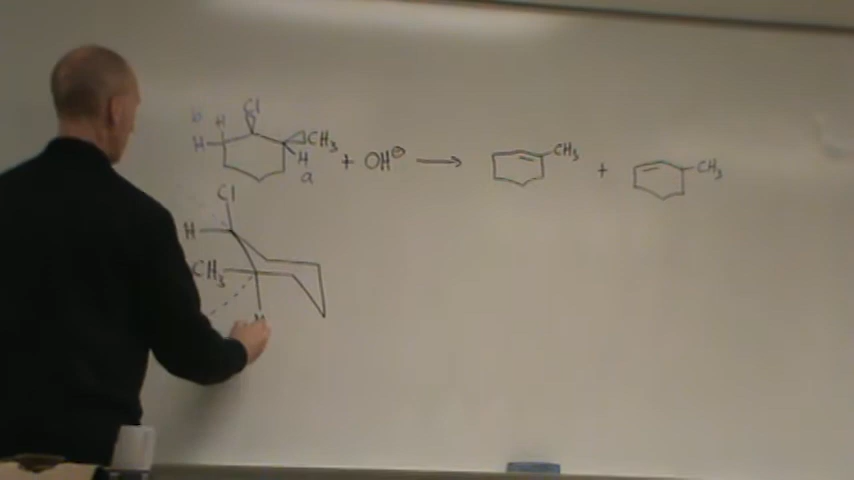 b H Cl
H CH₃ + OH⊖ → CH₃ + CH₃
H
a
Cl
H
CH₃
H